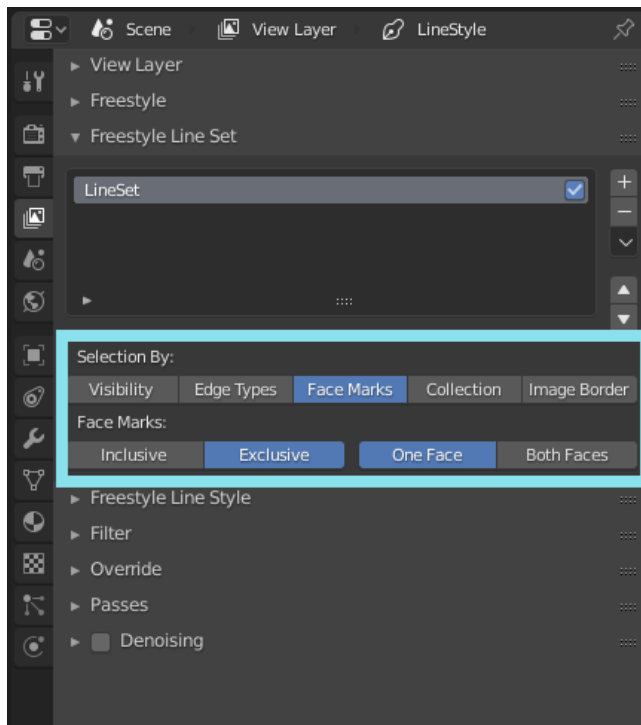 Scene View Layer LineStyle
View Layer
Freestyle
Freestyle Line Set
LineSet
Selection By:
Visibility Edge Types Face Marks Collection Image Border
Face Marks:
Inclusive Exclusive One Face Both Faces
Freestyle Line Style
Filter
Override
Passes
Denoising